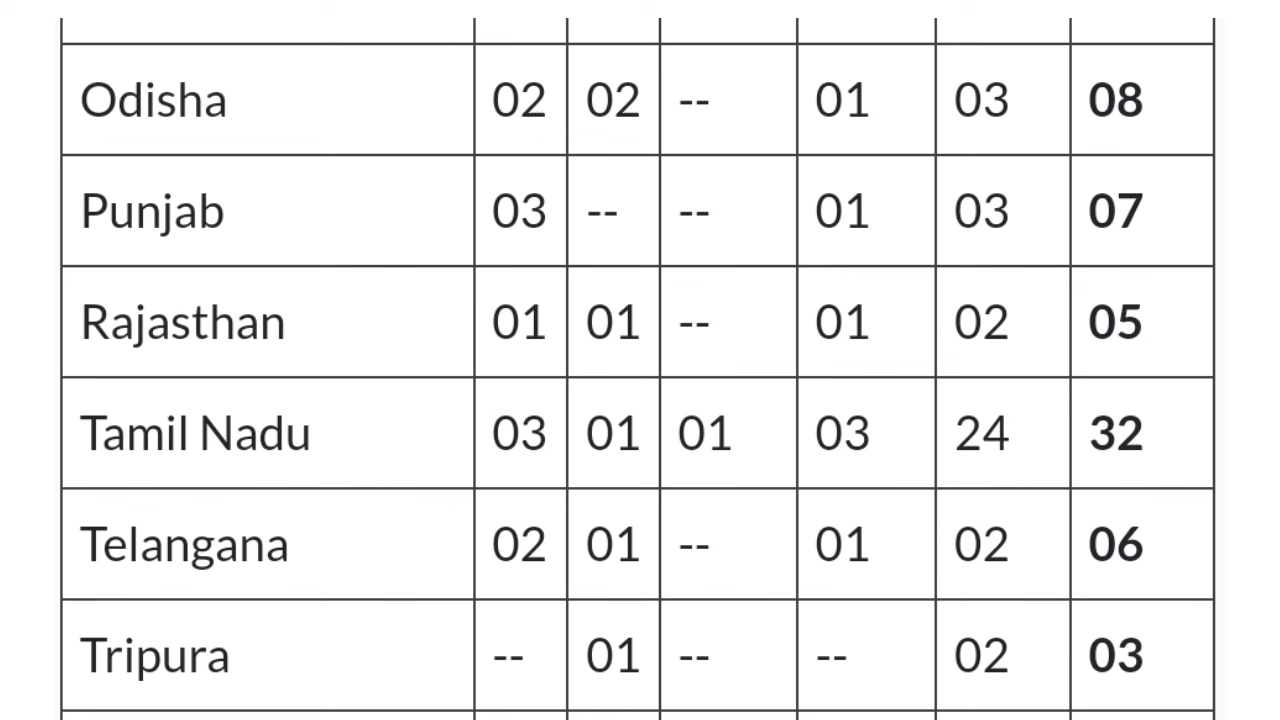 Odisha 02 02 -- 01 03 08
Punjab 03 -- -- 01 03 07
Rajasthan 01 01 -- 01 02 05
Tamil Nadu 03 01 01 03 24 32
Telangana 02 01 -- 01 02 06
Tripura -- 01 -- -- 02 03